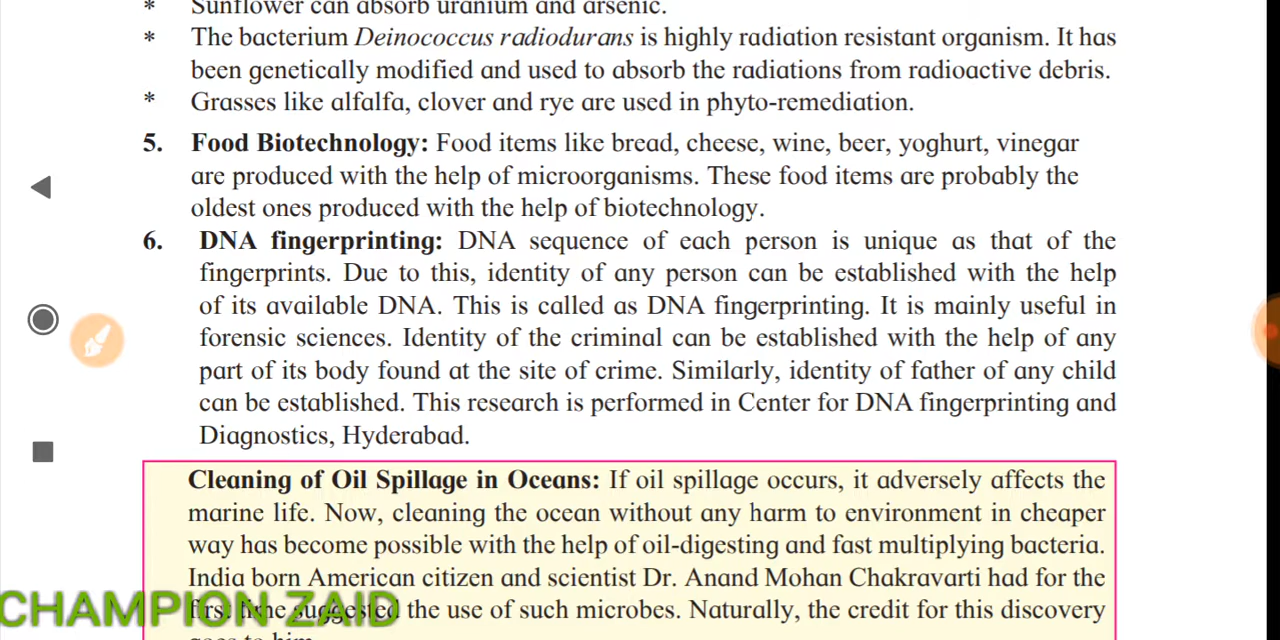 * Sunflower can absorb uranium and arsenic.
* The bacterium Deinococcus radiodurans is highly radiation resistant organism. It has
been genetically modified and used to absorb the radiations from radioactive debris.
* Grasses like alfalfa, clover and rye are used in phyto-remediation.
5. Food Biotechnology: Food items like bread, cheese, wine, beer, yoghurt, vinegar
are produced with the help of microorganisms. These food items are probably the
oldest ones produced with the help of biotechnology.
6. DNA fingerprinting: DNA sequence of each person is unique as that of the
fingerprints. Due to this, identity of any person can be established with the help
of its available DNA. This is called as DNA fingerprinting. It is mainly useful in
forensic sciences. Identity of the criminal can be established with the help of any
part of its body found at the site of crime. Similarly, identity of father of any child
can be established. This research is performed in Center for DNA fingerprinting and
Diagnostics, Hyderabad.
Cleaning of Oil Spillage in Oceans: If oil spillage occurs, it adversely affects the
marine life. Now, cleaning the ocean without any harm to environment in cheaper
way has become possible with the help of oil-digesting and fast multiplying bacteria.
India born American citizen and scientist Dr. Anand Mohan Chakravarti had for the
first time suggested the use of such microbes. Naturally, the credit for this discovery
goes to him.
CHAMPION ZAID